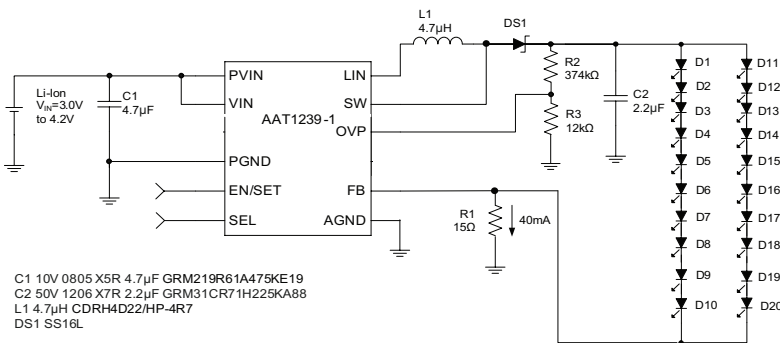 L1
4.7µH
DS1
Li-Ion
VIN=3.0V
to 4.2V
C1
4.7µF
PVIN
VIN
PGND
EN/SET
SEL
AAT1239-1
LIN
SW
OVP
FB
AGND
R2
374kΩ
R3
12kΩ
C2
2.2µF
R1
15Ω
40mA
D1
D2
D3
D4
D5
D6
D7
D8
D9
D10
D11
D12
D13
D14
D15
D16
D17
D18
D19
D20
C1 10V 0805 X5R 4.7µF GRM219R61A475KE19
C2 50V 1206 X7R 2.2µF GRM31CR71H225KA88
L1 4.7µH CDRH4D22/HP-4R7
DS1 SS16L